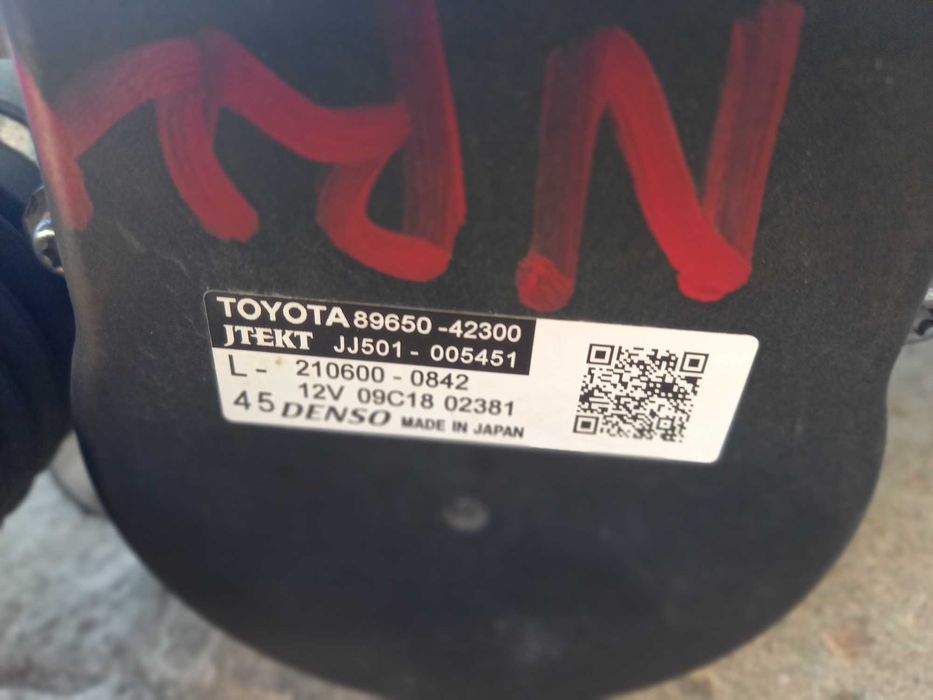 TOYOTA 89650-42300
JTEKT JJ501-005451
L- 210600-0842
12V 09C18 02381
45 DENSO MADE IN JAPAN